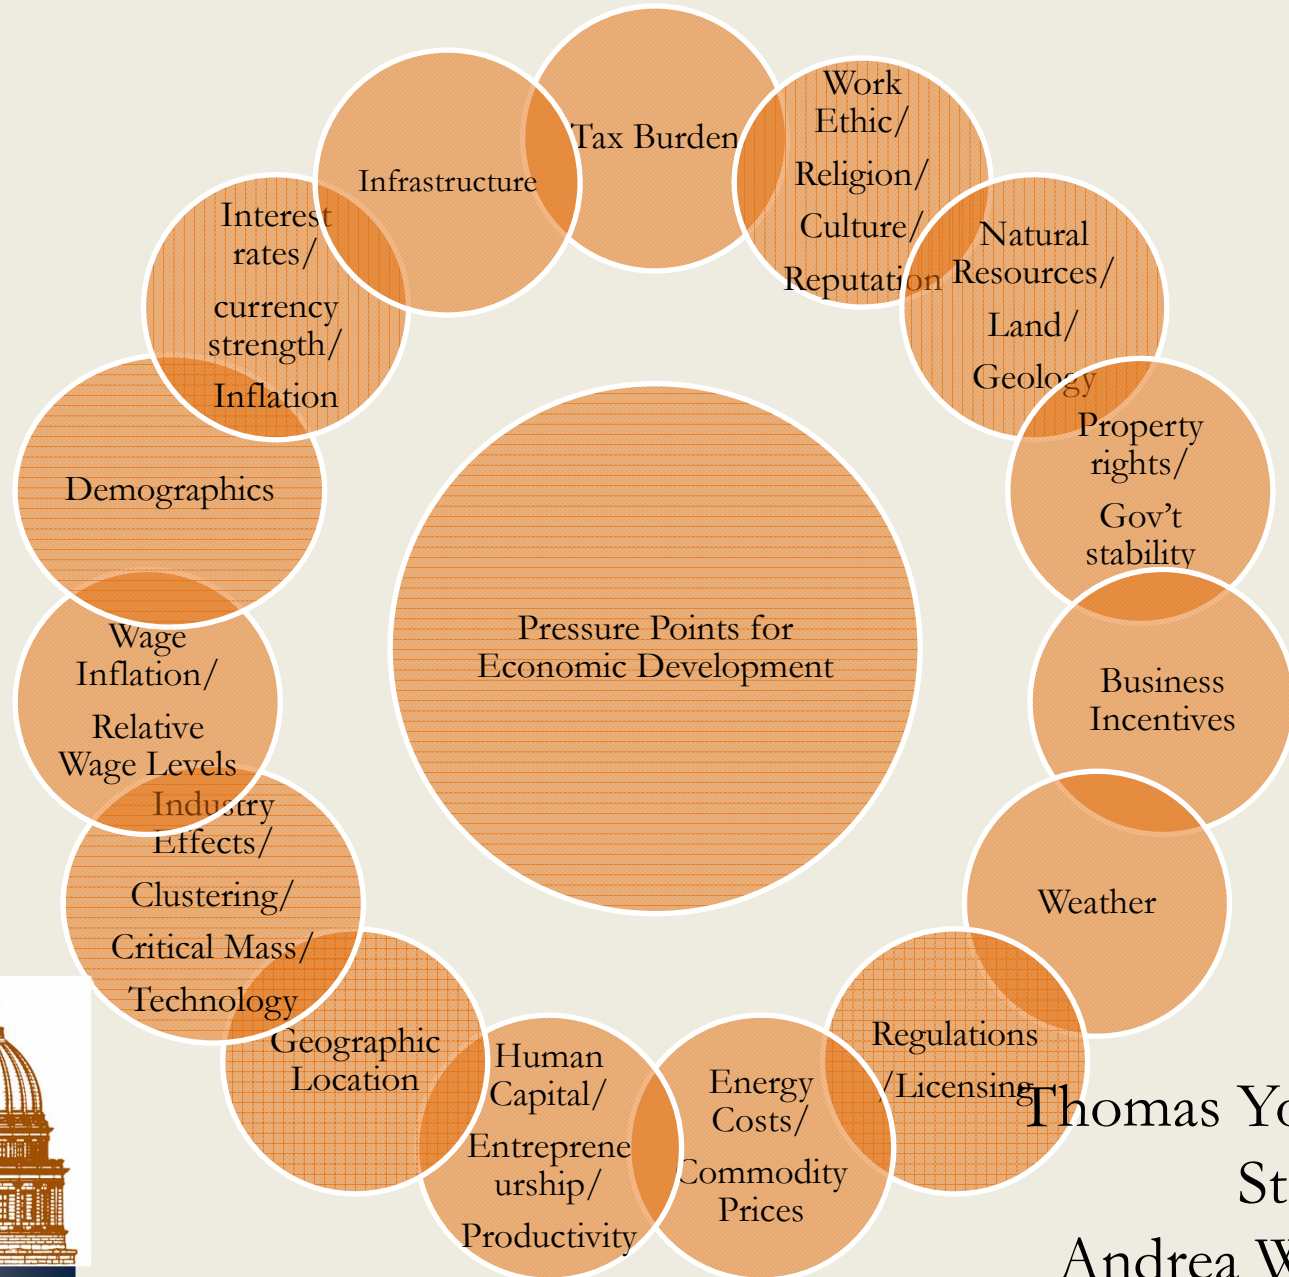 Tax Burden
Work
Ethic/
Religion/
Culture/
Reputation
Natural
Resources/
Land/
Geology
Property
rights/
Gov't
stability
Business
Incentives
Weather
Regulations
/Licensing
Energy
Costs/
Commodity
Prices
Human
Capital/
Entreprene
urship/
Productivity
Geographic
Location
Industry
Effects/
Clustering/
Critical Mass/
Technology
Wage
Inflation/
Relative
Wage Levels
Demographics
Interest
rates/
currency
strength/
Inflation
Infrastructure
Pressure Points for
Economic Development
Thomas
Andrea